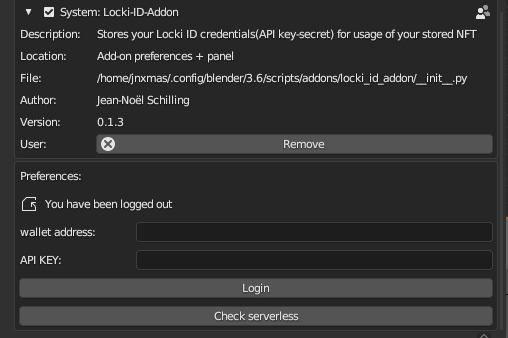 System: Locki-ID-Addon
Description: Stores your Locki ID credentials(API key-secret) for usage of your stored NFT
Location: Add-on preferences + panel
File: /home/jnxmas/.config/blender/3.6/scripts/addons/locki_id_addon/__init__.py
Author: Jean-Noël Schilling
Version: 0.1.3
User: Remove
Preferences:
You have been logged out
wallet address:
API KEY:
Login
Check serverless